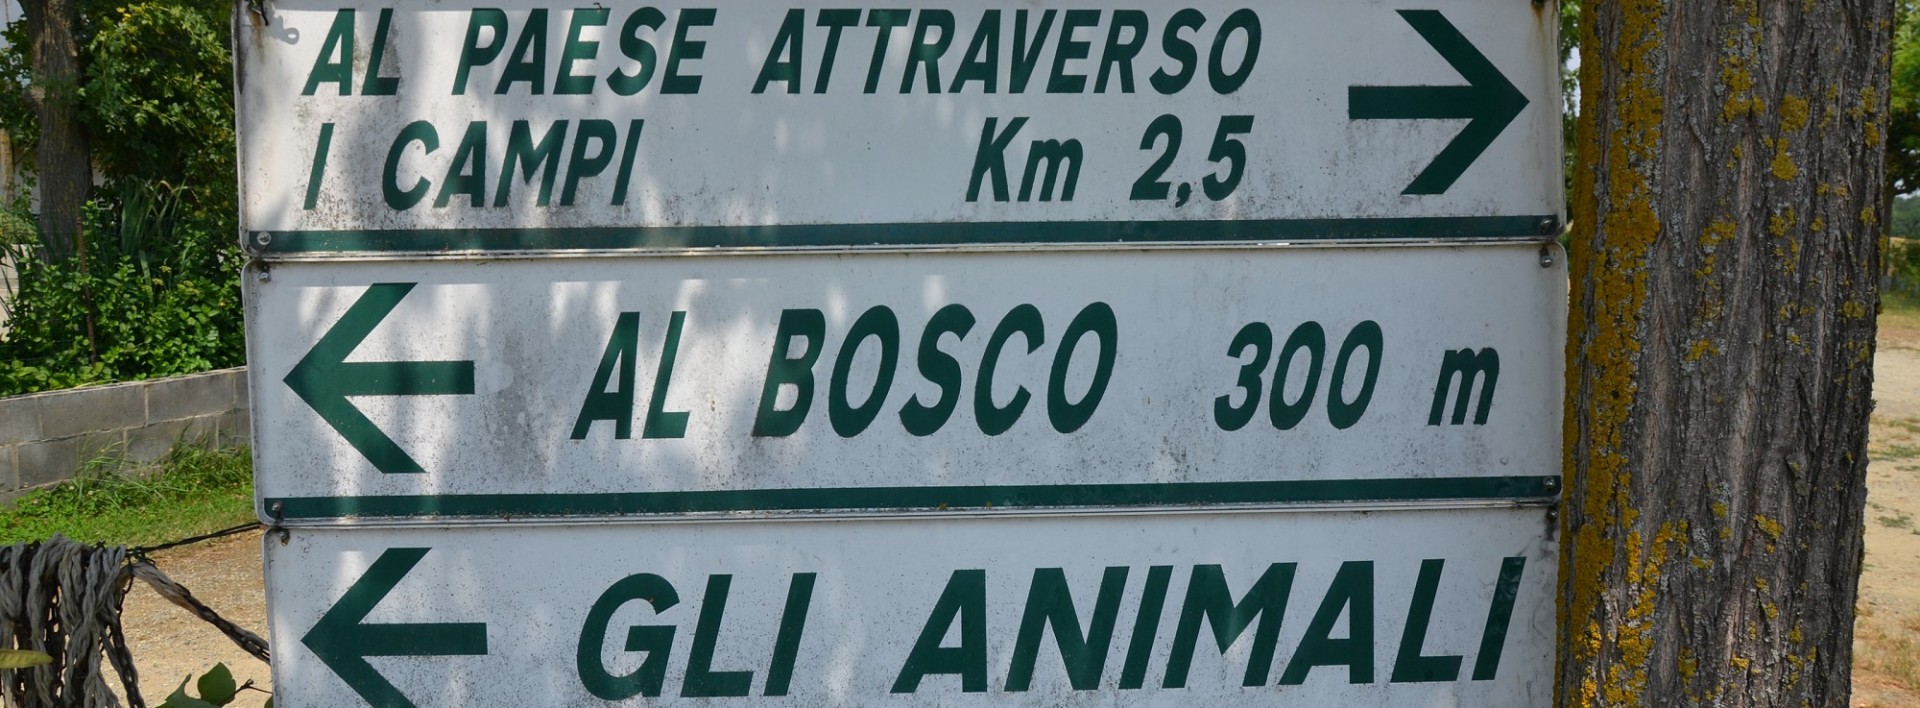 AL PAESE ATTRAVERSO
I CAMPI Km 2,5
AL BOSCO 300 m
GLI ANIMALI